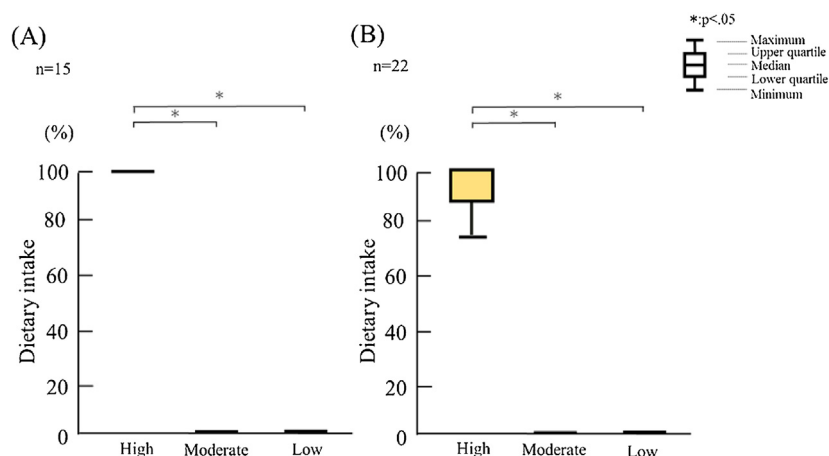 (A)
n=15
*
*
(%)
100
80
60
40
20
0
Dietary intake
High Moderate Low
(B)
n=22
*
*
(%)
100
80
60
40
20
0
Dietary intake
High Moderate Low
*:p<.05
Maximum
Upper quartile
Median
Lower quartile
Minimum